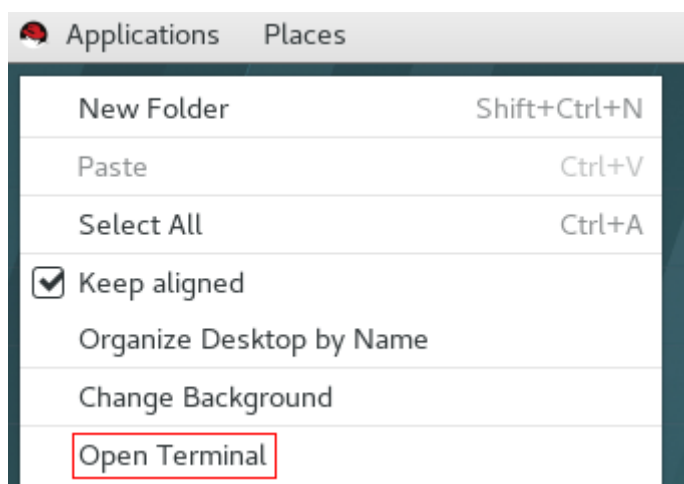 Applications Places
New Folder Shift+Ctrl+N
Paste Ctrl+V
Select All Ctrl+A
Keep aligned
Organize Desktop by Name
Change Background
Open Terminal